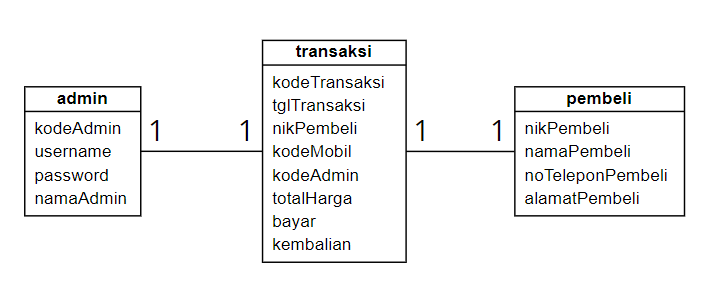 admin
kodeAdmin
username
password
namaAdmin
1
1
transaksi
kodeTransaksi
tglTransaksi
nikPembeli
kodeMobil
kodeAdmin
totalHarga
bayar
kembalian
1
1
pembeli
nikPembeli
namaPembeli
noTeleponPembeli
alamatPembeli